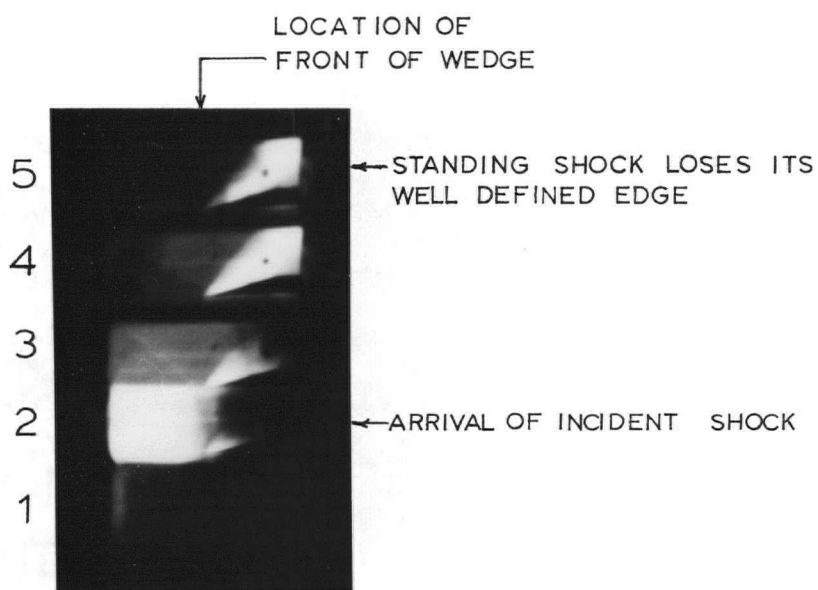 LOCATION OF
FRONT OF WEDGE
5
STANDING SHOCK LOSES ITS
WELL DEFINED EDGE
4
3
2
ARRIVAL OF INCIDENT SHOCK
1